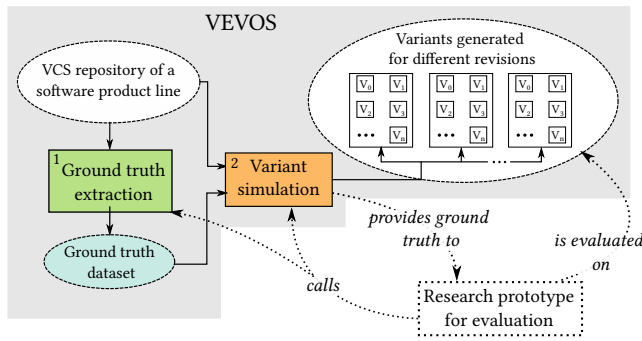 VEVOS
VCS repository of a
software product line
Variants generated
for different revisions
V0 V1 V0 V1 V0 V1
V2 V3 V2 V3 V2 V3
••• Vn ••• Vn ••• Vn
...
1 Ground truth
extraction
2 Variant
simulation
Ground truth
dataset
provides ground
truth to
is evaluated
on
calls
Research prototype
for evaluation